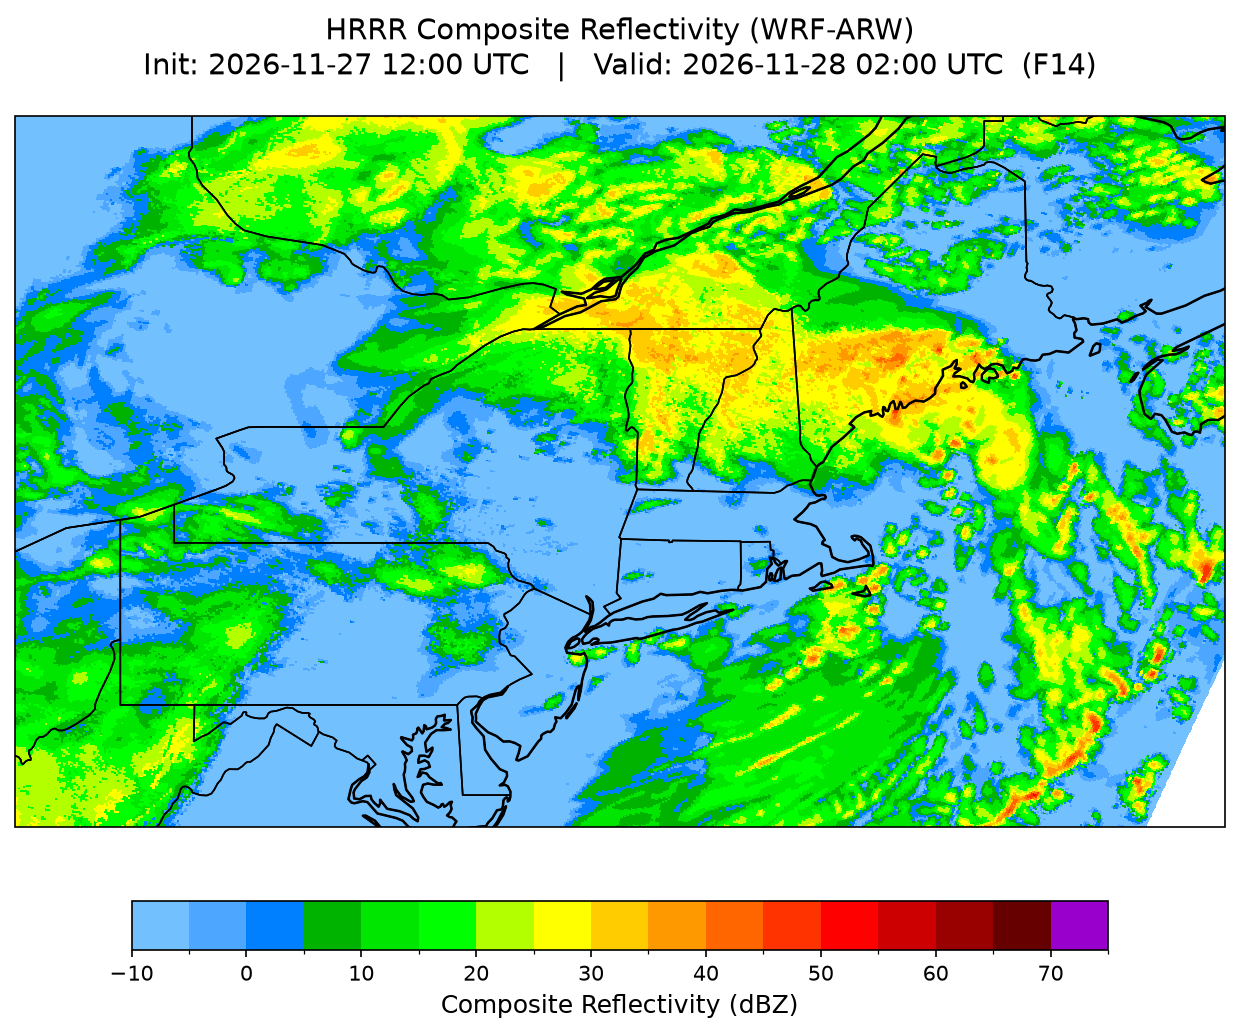 HRRR Composite Reflectivity (WRF-ARW)
Init: 2026-11-27 12:00 UTC   |   Valid: 2026-11-28 02:00 UTC  (F14)
−10 0 10 20 30 40 50 60 70
Composite Reflectivity (dBZ)